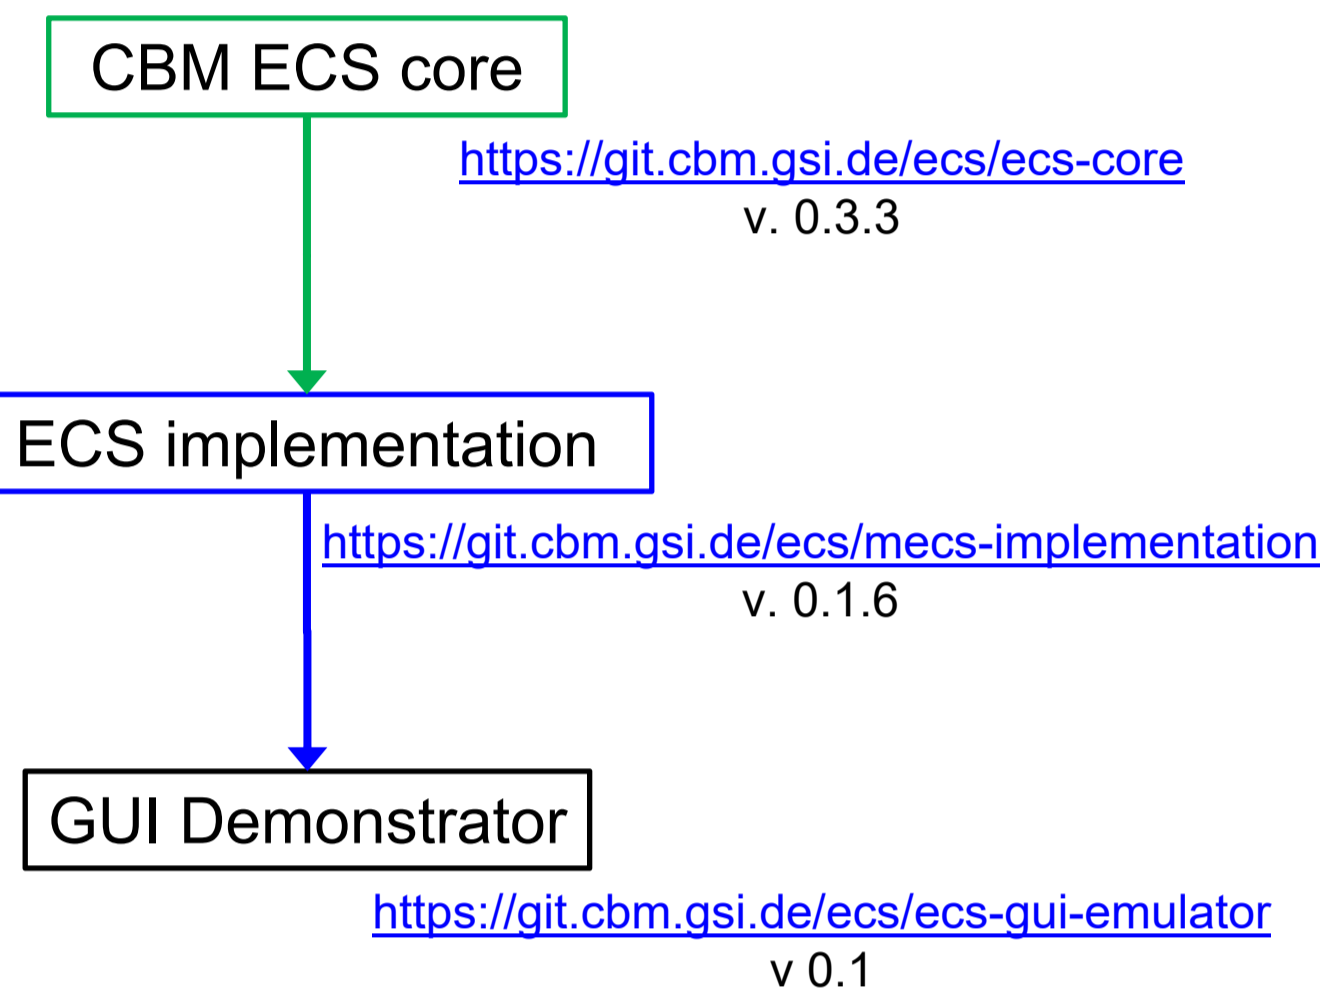 CBM ECS core
https://git.cbm.gsi.de/ecs/ecs-core
v. 0.3.3
ECS implementation
https://git.cbm.gsi.de/ecs/mecs-implementation
v. 0.1.6
GUI Demonstrator
https://git.cbm.gsi.de/ecs/ecs-gui-emulator
v 0.1